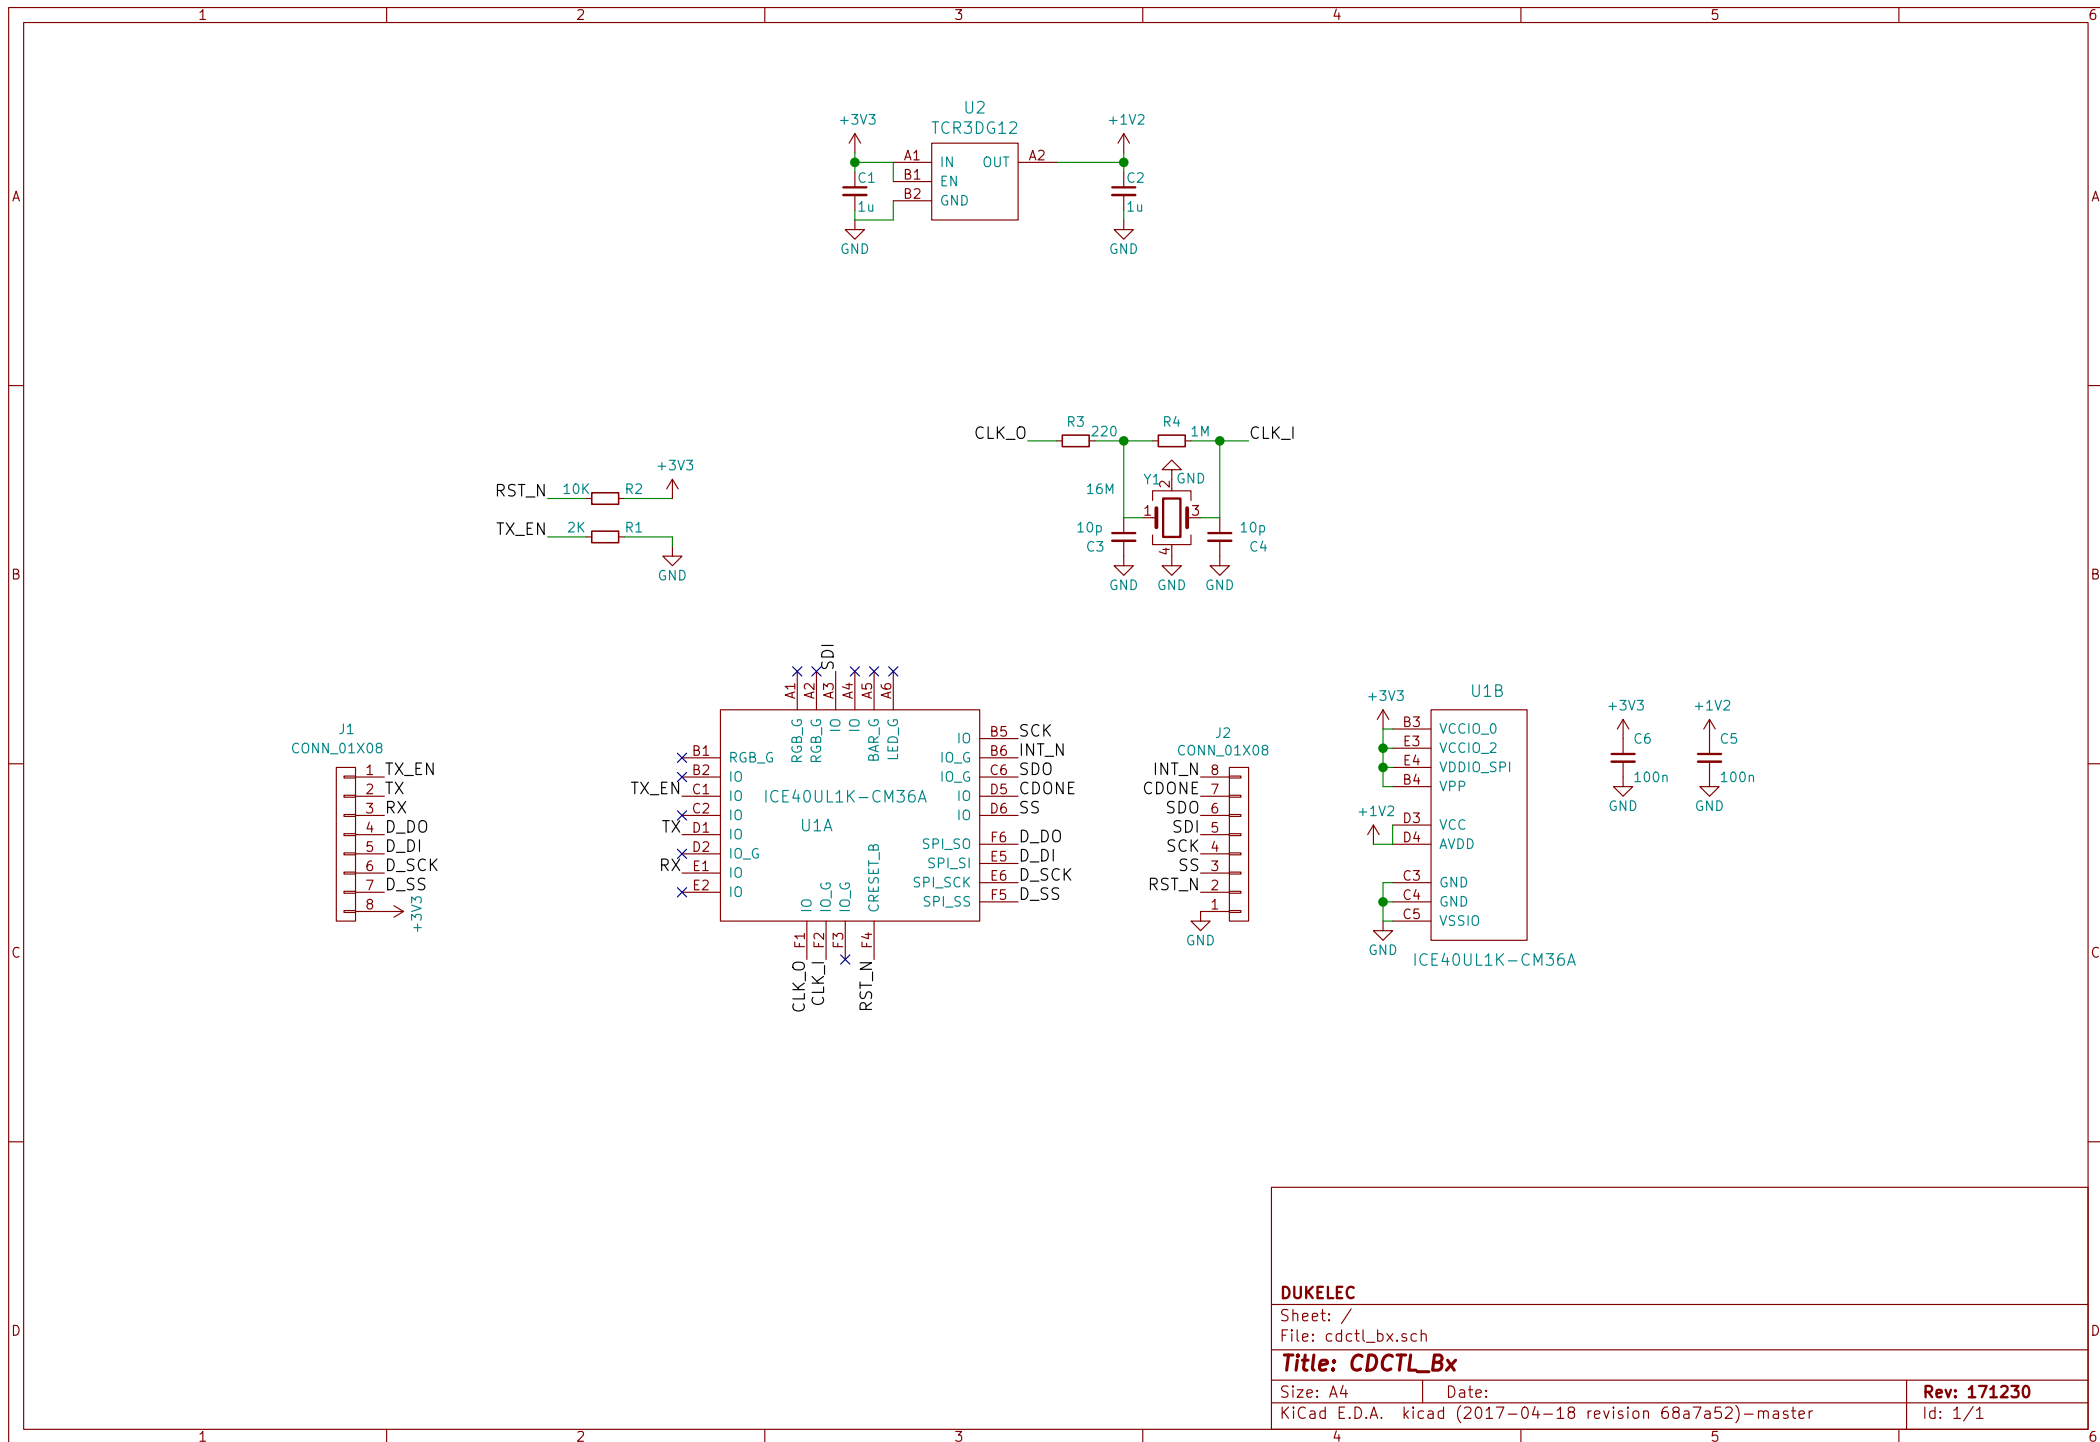 1 2 3 4 5 6
A A
U2
TCR3DG12
+3V3
+1V2
A1 IN OUT A2
B1 EN
B2 GND
C1
1u
GND
C2
1u
GND
B B
CLK_O R3 220 R4 1M CLK_I
+3V3
RST_N 10K R2
TX_EN 2K R1
GND
16M Y1 2 GND
1 3
10p
C3
4
10p
C4
GND GND GND
SDI
A1 A2 A3 A4 A5 A6
RGB_G RGB_G IO IO BAR_G LED_G
B1 RGB_G
B2 IO
TX_EN C1 IO
C2 IO
TX D1 IO
D2 IO_G
RX E1 IO
E2 IO
ICE40UL1K-CM36A
U1A
IO B5 SCK
IO_G B6 INT_N
IO_G C6 SDO
IO D5 CDONE
IO D6 SS
SPI_SO F6 D_DO
SPI_SI E5 D_DI
SPI_SCK E6 D_SCK
SPI_SS F5 D_SS
IO IO_G IO_G CRESET_B
F1 F2 F3 F4
CLK_O CLK_I RST_N
J1
CONN_01X08
1 TX_EN
2 TX
3 RX
4 D_DO
5 D_DI
6 D_SCK
7 D_SS
8 +3V3
J2
CONN_01X08
INT_N 8
CDONE 7
SDO 6
SDI 5
SCK 4
SS 3
RST_N 2
1
GND
U1B
+3V3
B3 VCCIO_0
E3 VCCIO_2
E4 VDDIO_SPI
B4 VPP
+1V2
D3 VCC
D4 AVDD
C3 GND
C4 GND
C5 VSSIO
GND
ICE40UL1K-CM36A
+3V3
C6
100n
GND
+1V2
C5
100n
GND
C C
DUKELEC
Sheet: /
File: cdctl_bx.sch
Title: CDCTL_Bx
Size: A4 Date: Rev: 171230
KiCad E.D.A. kicad (2017-04-18 revision 68a7a52)-master Id: 1/1
D D
1 2 3 4 5 6